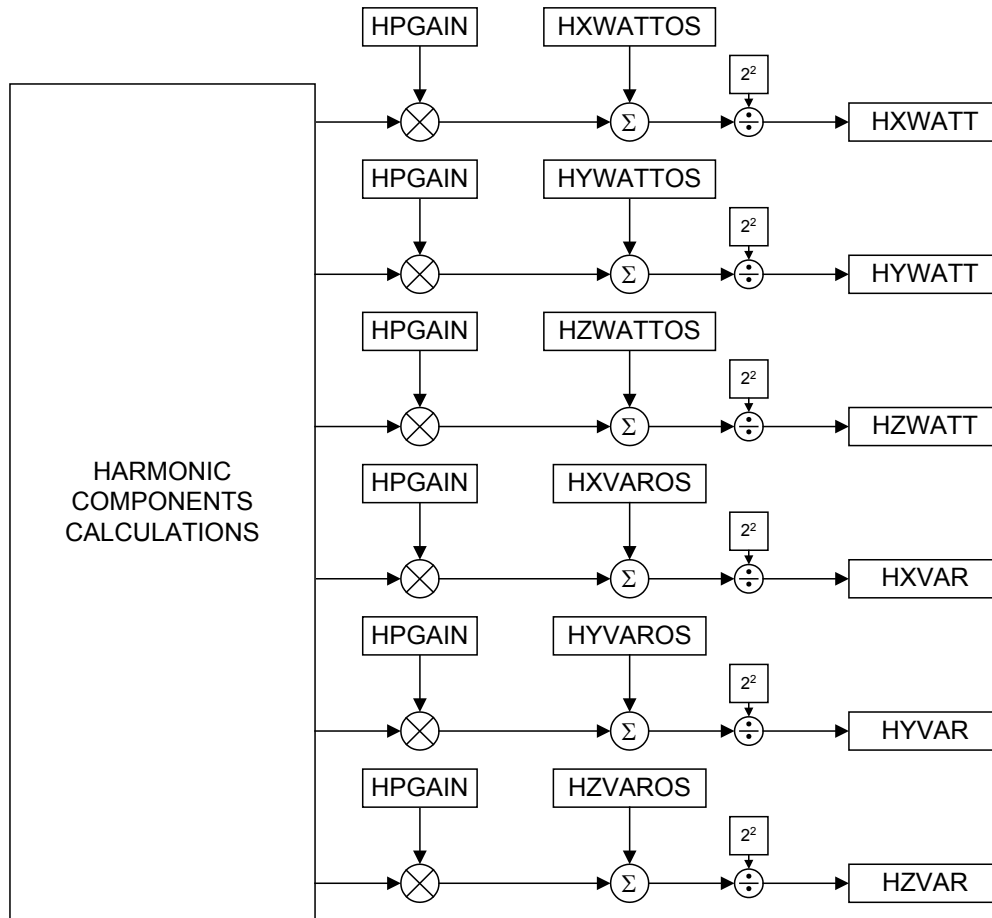 HPGAIN
HXWATTOS
2²
Σ
÷
HXWATT
HPGAIN
HYWATTOS
2²
Σ
÷
HYWATT
HPGAIN
HZWATTOS
2²
Σ
÷
HZWATT
HARMONIC
COMPONENTS
CALCULATIONS
HPGAIN
HXVAROS
2²
Σ
÷
HXVAR
HPGAIN
HYVAROS
2²
Σ
÷
HYVAR
HPGAIN
HZVAROS
2²
Σ
÷
HZVAR